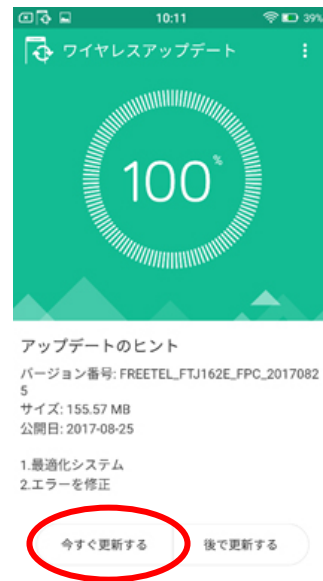 10:11 39%
ワイヤレスアップデート
100%
アップデートのヒント
バージョン番号: FREETEL_FTJ162E_FPC_2017082
5
サイズ: 155.57 MB
公開日: 2017-08-25
1.最適化システム
2.エラーを修正
今すぐ更新する 後で更新する